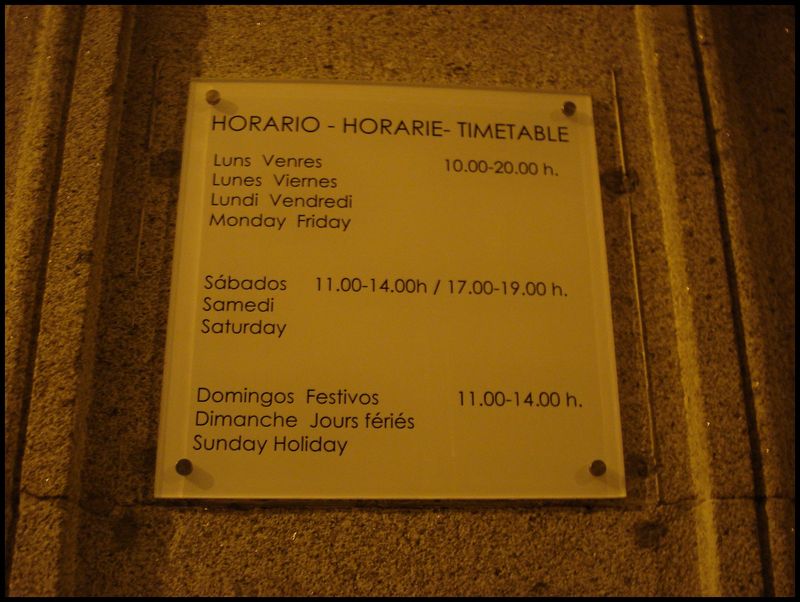 HORARIO - HORARIE- TIMETABLE
Luns Venres 10.00-20.00 h.
Lunes Viernes
Lundi Vendredi
Monday Friday
Sábados 11.00-14.00h / 17.00-19.00 h.
Samedi
Saturday
Domingos Festivos 11.00-14.00 h.
Dimanche Jours fériés
Sunday Holiday